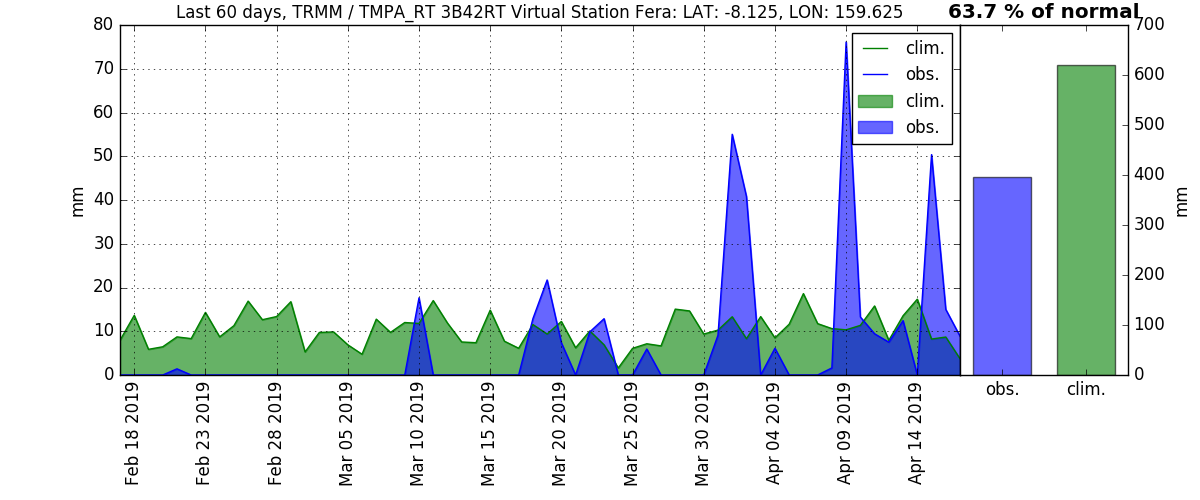 Last 60 days, TRMM / TMPA_RT 3B42RT Virtual Station Fera: LAT: -8.125, LON: 159.625
63.7 % of normal
80
70
60
50
40
30
20
10
0
mm
clim.
obs.
clim.
obs.
700
600
500
400
300
200
100
0
mm
obs.
clim.
Feb 18 2019
Feb 23 2019
Feb 28 2019
Mar 05 2019
Mar 10 2019
Mar 15 2019
Mar 20 2019
Mar 25 2019
Mar 30 2019
Apr 04 2019
Apr 09 2019
Apr 14 2019